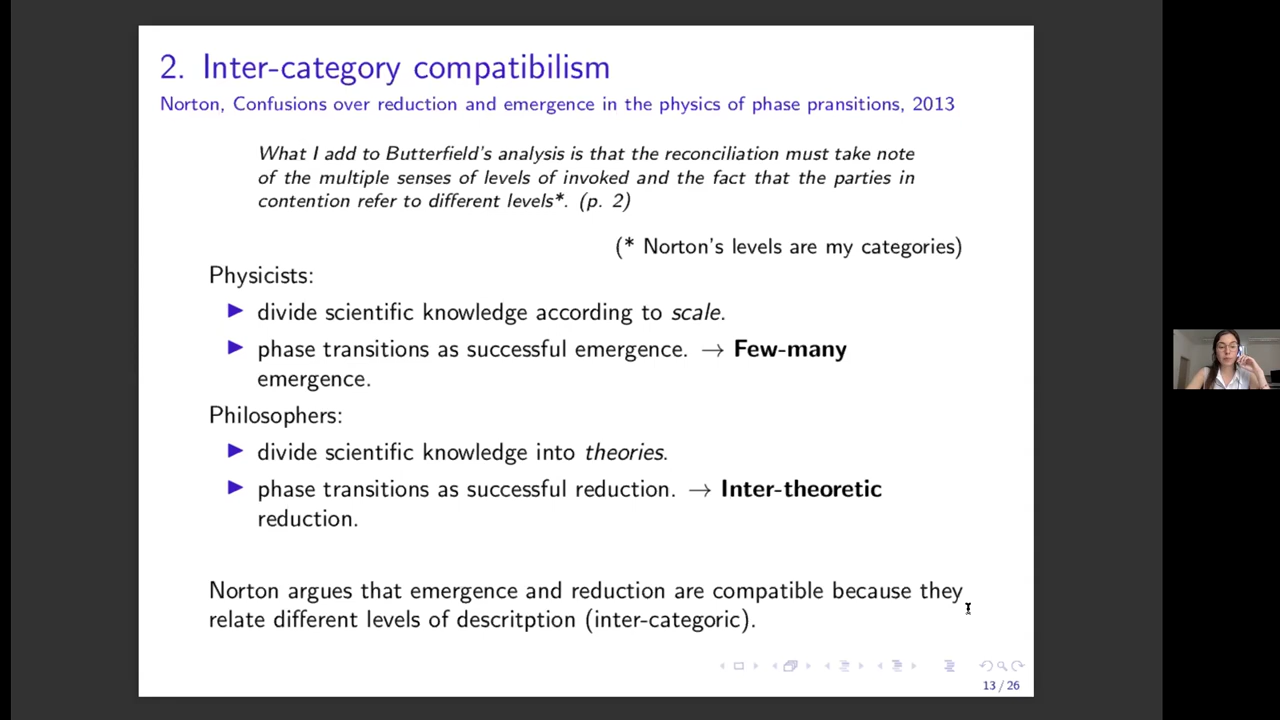 2. Inter-category compatibilism
Norton, Confusions over reduction and emergence in the physics of phase pransitions, 2013
What I add to Butterfield's analysis is that the reconciliation must take note
of the multiple senses of levels of invoked and the fact that the parties in
contention refer to different levels*. (p. 2)
(* Norton's levels are my categories)
Physicists:
▶ divide scientific knowledge according to scale.
▶ phase transitions as successful emergence. → Few-many
emergence.
Philosophers:
▶ divide scientific knowledge into theories.
▶ phase transitions as successful reduction. → Inter-theoretic
reduction.
Norton argues that emergence and reduction are compatible because they
relate different levels of descritption (inter-categoric).
13 / 26